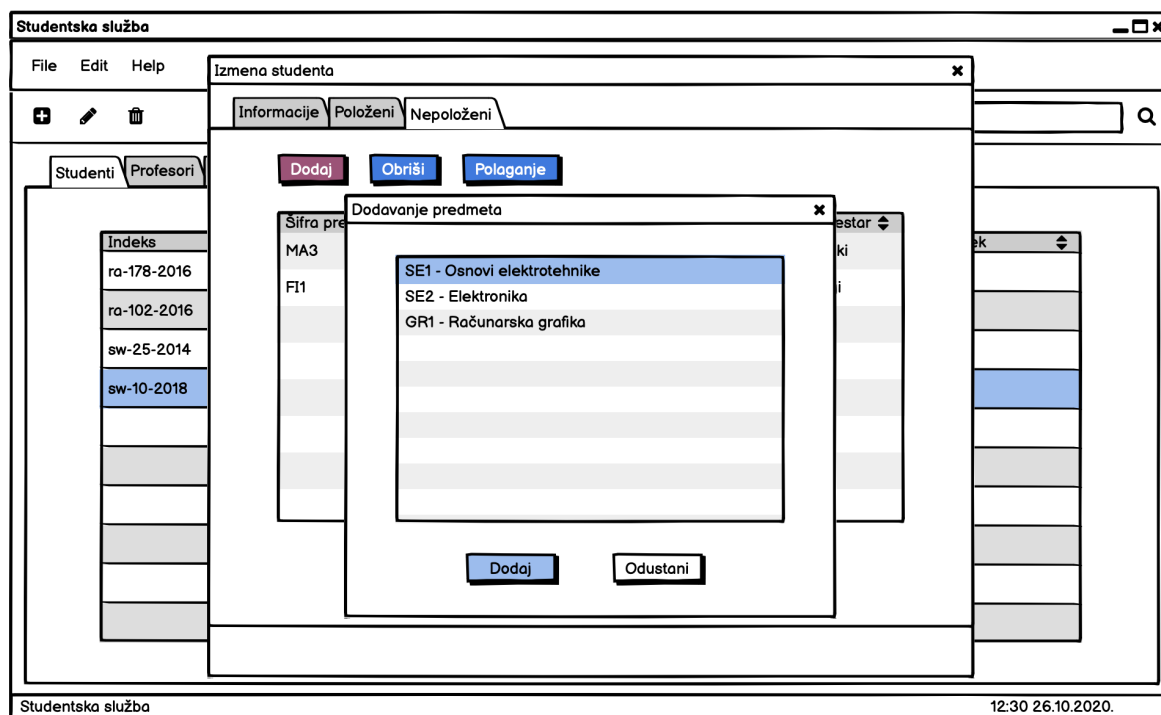 Studentska služba
File Edit Help
Izmena studenta
Informacije Položeni Nepoloženi
Studenti Profesori
Dodaj Obriši Polaganje
Dodavanje predmeta
Šifra pre
estar
Indeks
ek
MA3
ki
FI1
i
SE1 - Osnovi elektrotehnike
SE2 - Elektronika
GR1 - Računarska grafika
ra-178-2016
ra-102-2016
sw-25-2014
sw-10-2018
Dodaj Odustani
Studentska služba
12:30 26.10.2020.